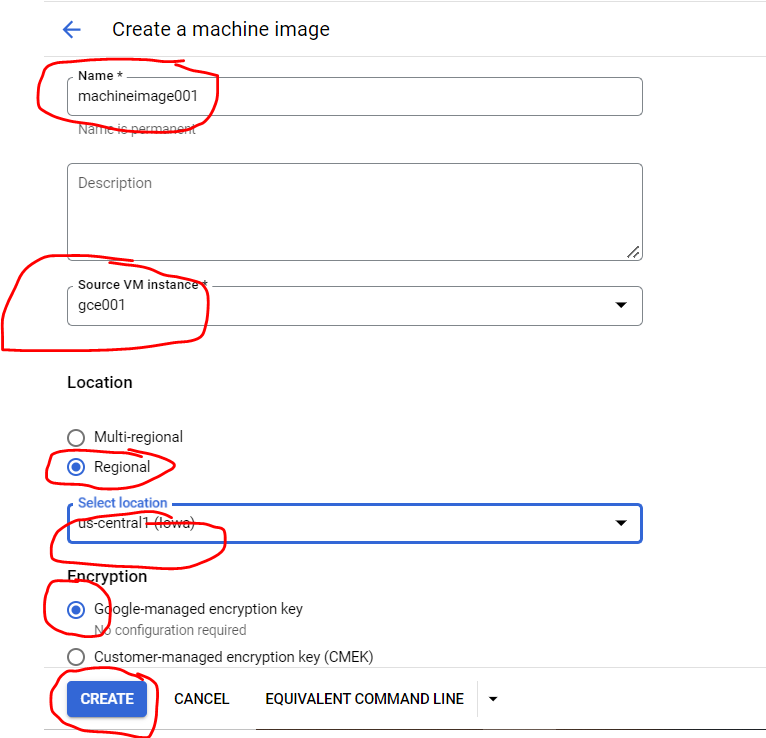 Create a machine image
Name *
machineimage001
Name is permanent
Description
Source VM instance *
gce001
Location
Multi-regional
Regional
Select location
us-central1 (Iowa)
Encryption
Google-managed encryption key
No configuration required
Customer-managed encryption key (CMEK)
CREATE CANCEL EQUIVALENT COMMAND LINE